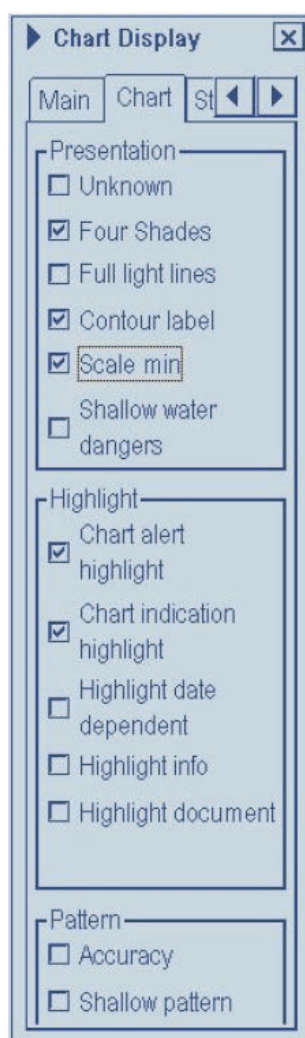 Chart Display
Main Chart St
Presentation
Unknown
Four Shades
Full light lines
Contour label
Scale min
Shallow water
dangers
Highlight
Chart alert
highlight
Chart indication
highlight
Highlight date
dependent
Highlight info
Highlight document
Pattern
Accuracy
Shallow pattern